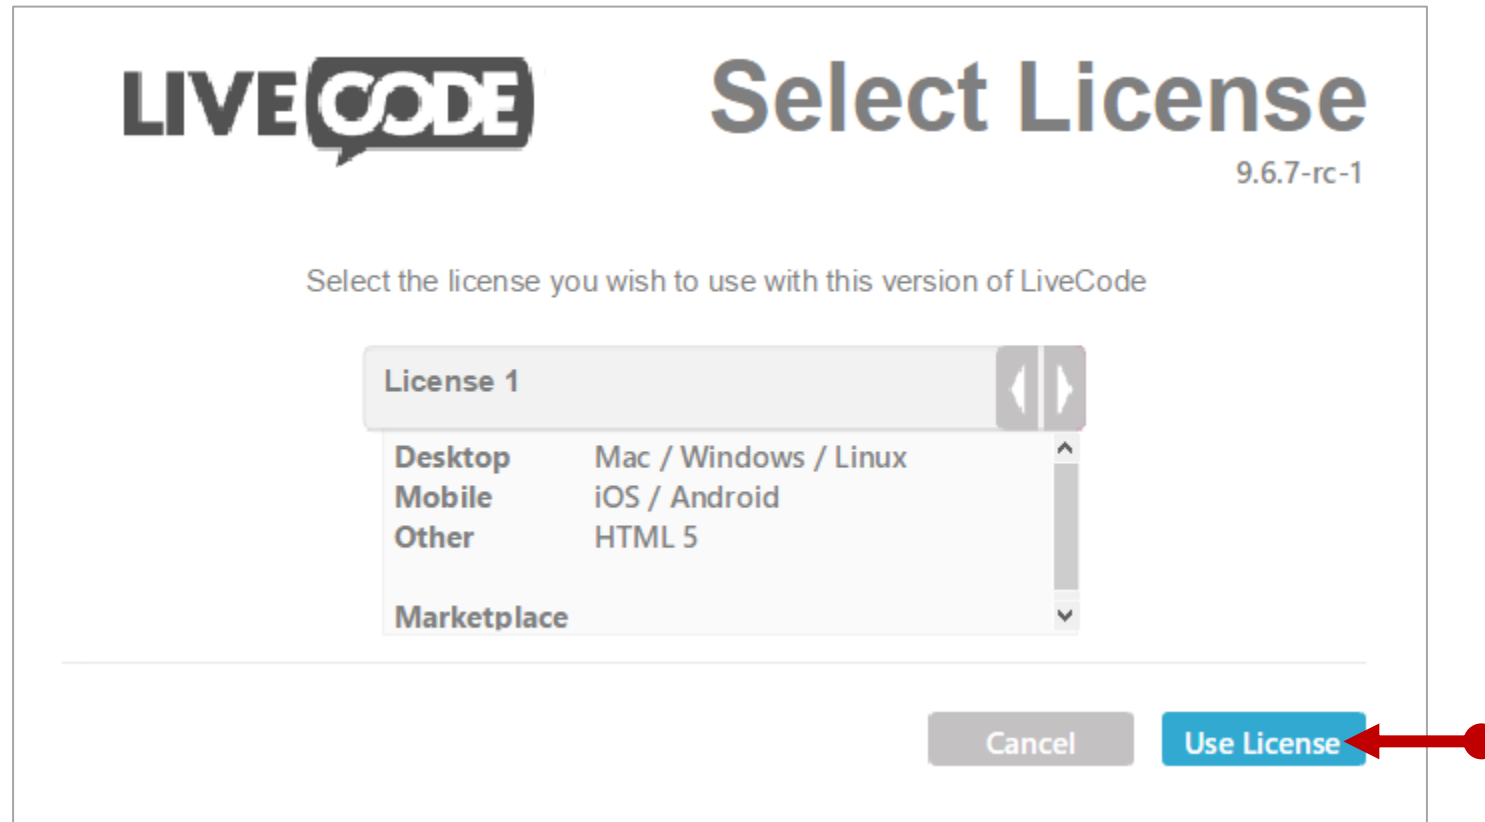 LIVECODE
Select License
9.6.7-rc-1
Select the license you wish to use with this version of LiveCode
License 1
Desktop Mac / Windows / Linux
Mobile iOS / Android
Other HTML 5
Marketplace
Cancel Use License